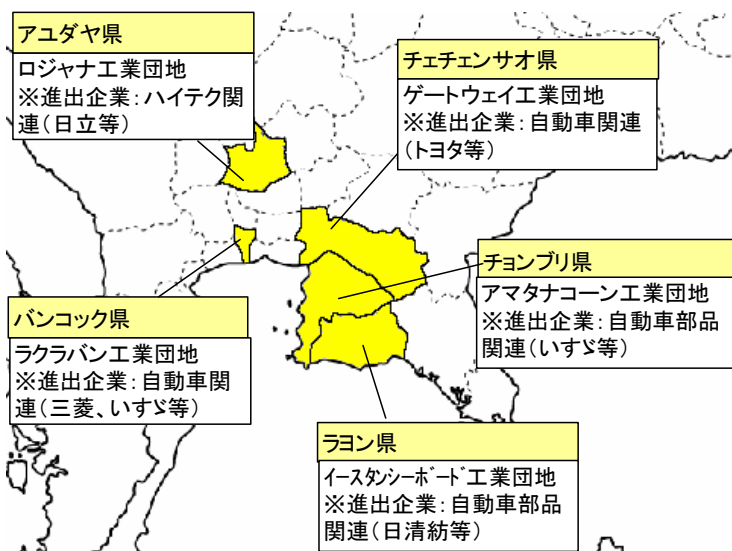 アユダヤ県
ロジャナ工業団地
※進出企業：ハイテク関
連（日立等）
チェチェンサオ県
ゲートウェイ工業団地
※進出企業：自動車関連
（トヨタ等）
チョンブリ県
アマタナコーン工業団地
※進出企業：自動車部品
関連（いすゞ等）
バンコック県
ラクラバン工業団地
※進出企業：自動車関
連（三菱、いすゞ等）
ラヨン県
ｲｰｽﾀﾝｼｰﾎﾞｰﾄﾞ工業団地
※進出企業：自動車部品
関連（日清紡等）